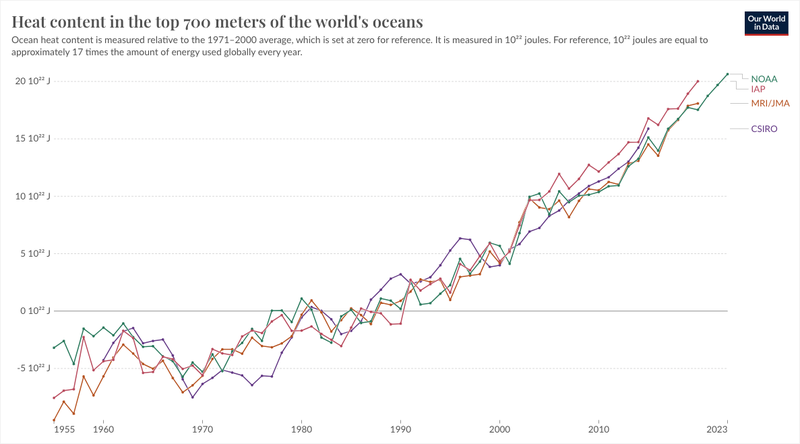 Heat content in the top 700 meters of the world's oceans
Our World
in Data
Ocean heat content is measured relative to the 1971–2000 average, which is set at zero for reference. It is measured in 10²² joules. For reference, 10²² joules are equal to
approximately 17 times the amount of energy used globally every year.
20 10²² J
15 10²² J
10 10²² J
5 10²² J
0 10²² J
-5 10²² J
NOAA
IAP
MRI/JMA
CSIRO
1955 1960 1970 1980 1990 2000 2010 2023